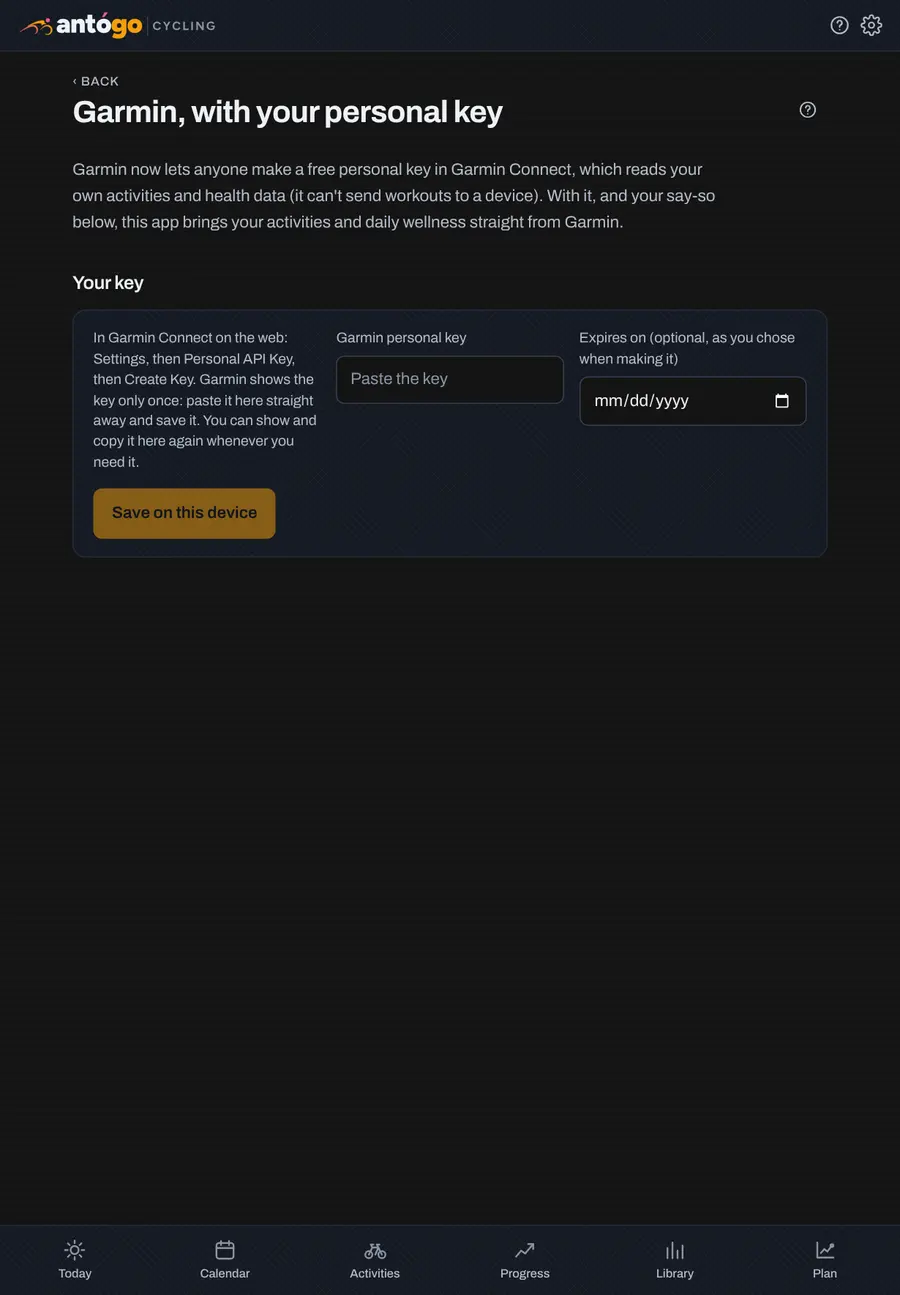 antógo CYCLING
‹ BACK
Garmin, with your personal key
Garmin now lets anyone make a free personal key in Garmin Connect, which reads your
own activities and health data (it can't send workouts to a device). With it, and your say-so
below, this app brings your activities and daily wellness straight from Garmin.
Your key
In Garmin Connect on the web:
Settings, then Personal API Key,
then Create Key. Garmin shows the
key only once: paste it here straight
away and save it. You can show and
copy it here again whenever you
need it.
Garmin personal key
Paste the key
Expires on (optional, as you chose
when making it)
mm/dd/yyyy
Save on this device
Today
Calendar
Activities
Progress
Library
Plan